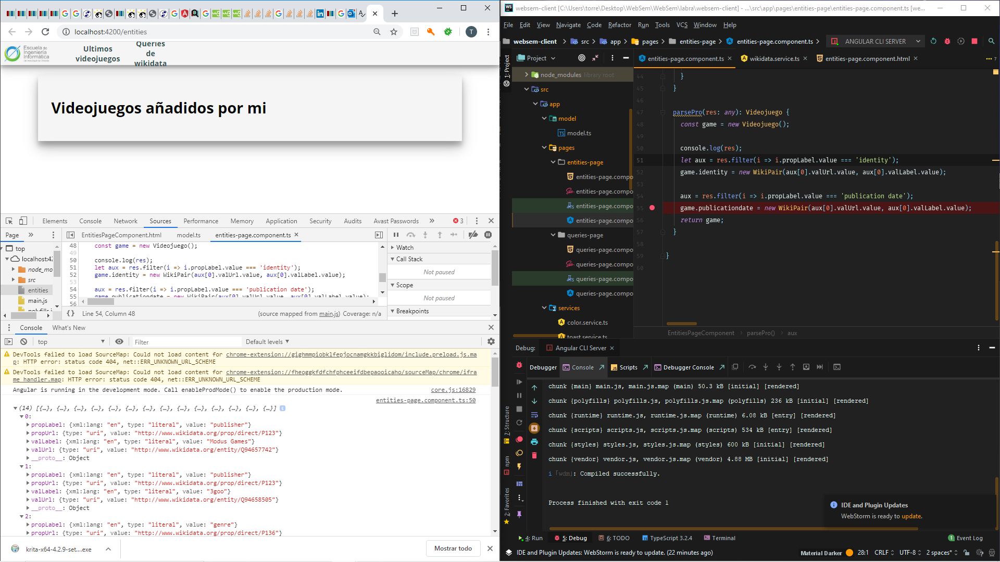 localhost:4200/entities
T
Escuela de
Ingeniería
Informática
Universidad de Oviedo
Ultimos
videojuegos
Queries
de
wikidata
Videojuegos añadidos por mi
Elements Console Network Sources Performance Memory Application Security Audits Avast Passwords » 3
Page » EntitiesPageComponent.html model.ts entities-page.component.ts
top
localhost:42
node_mo
src
entities
main.js
48 const game = new Videojuego();
49
50 console.log(res);
51 let aux = res.filter(i => i.propLabel.value === 'identity');
52 game.identity = new WikiPair(aux[0].valUrl.value, aux[0].valLabel.value);
53
54 aux = res.filter(i => i.propLabel.value === 'publication date');
55 game.publicationdate = new WikiPair(aux[0].valUrl.value, aux[0].valLabel.value);
56
{} Line 54, Column 48 (source mapped from main.js) Coverage: n/a
Watch
Call Stack
Not paused
Scope
Not paused
Breakpoints
Console What's New
top Filter Default levels
DevTools failed to load SourceMap: Could not load content for chrome-extension://gighmmpiobklfepjocnamgkkbiglidom/include.preload.js.ma
p: HTTP error: status code 404, net::ERR_UNKNOWN_URL_SCHEME
DevTools failed to load SourceMap: Could not load content for chrome-extension://fheoggkfdfchfphceeifdbepaooicaho/sourceMap/chrome/ifra
me_handler.map: HTTP error: status code 404, net::ERR_UNKNOWN_URL_SCHEME
Angular is running in the development mode. Call enableProdMode() to enable the production mode. core.js:16829
entities-page.component.ts:50
(14) [{…}, {…}, {…}, {…}, {…}, {…}, {…}, {…}, {…}, {…}, {…}, {…}, {…}, {…}]
0:
propLabel: {xml:lang: "en", type: "literal", value: "publisher"}
propUrl: {type: "uri", value: "http://www.wikidata.org/prop/direct/P123"}
valLabel: {xml:lang: "en", type: "literal", value: "Modus Games"}
valUrl: {type: "uri", value: "http://www.wikidata.org/entity/Q94657742"}
__proto__: Object
1:
propLabel: {xml:lang: "en", type: "literal", value: "publisher"}
propUrl: {type: "uri", value: "http://www.wikidata.org/prop/direct/P123"}
valLabel: {xml:lang: "en", type: "literal", value: "3goo"}
valUrl: {type: "uri", value: "http://www.wikidata.org/entity/Q94658505"}
__proto__: Object
2:
propLabel: {xml:lang: "en", type: "literal", value: "genre"}
propUrl: {type: "uri", value: "http://www.wikidata.org/prop/direct/P136"}
krita-x64-4.2.9-set....exe Mostrar todo
WS websem-client [C:\Users\torre\Desktop\WebSem\WebSem\labra\websem-client] - ...\src\app\pages\entities-page\entities-page.component.ts [we...
File Edit View Navigate Code Refactor Run Tools VCS Window Help
websem-client src app pages entities-page entities-page.component.ts ANGULAR CLI SERVER
1: Project
Project
entities-page.component.ts wikidata.service.ts entities-page.component.html 7
node_modules library root
src
app
model
model.ts
pages
entities-page
entities-page.compo
entities-page.compo
entities-page.compo
entities-page.compo
queries-page
queries-page.compo
queries-page.compo
queries-page.compo
queries-page.compo
services
color.service.ts
toast.service.ts
44 }
45 }
46
47 parsePro(res: any): Videojuego {
48 const game = new Videojuego();
49
50 console.log(res);
51 let aux = res.filter(i => i.propLabel.value === 'identity');
52 game.identity = new WikiPair(aux[0].valUrl.value, aux[0].valLabel.value);
53
54 aux = res.filter(i => i.propLabel.value === 'publication date');
55 game.publicationdate = new WikiPair(aux[0].valUrl.value, aux[0].valLabel.value);
56 return game;
57 }
58
59 }
60
EntitiesPageComponent parsePro() aux
Debug: Angular CLI Server
Debugger Console Scripts Debugger Console
chunk {main} main.js, main.js.map (main) 50.3 kB [initial] [rendered]
chunk {polyfills} polyfills.js, polyfills.js.map (polyfills) 236 kB [initial] [rendered]
chunk {runtime} runtime.js, runtime.js.map (runtime) 6.08 kB [entry] [rendered]
chunk {scripts} scripts.js, scripts.js.map (scripts) 534 kB [entry] [rendered]
chunk {styles} styles.js, styles.js.map (styles) 600 kB [initial] [rendered]
chunk {vendor} vendor.js, vendor.js.map (vendor) 4.88 MB [initial] [rendered]
i ｢wdm｣: Compiled successfully.
Process finished with exit code 1
7: Structure
npm
2: Favorites
IDE and Plugin Updates
WebStorm is ready to update.
4: Run 5: Debug 6: TODO TypeScript 3.2.4 Terminal 1 Event Log
IDE and Plugin Updates: WebStorm is ready to update. (22 minutes ago) Material Darker 28:1 CRLF UTF-8 2 spaces*